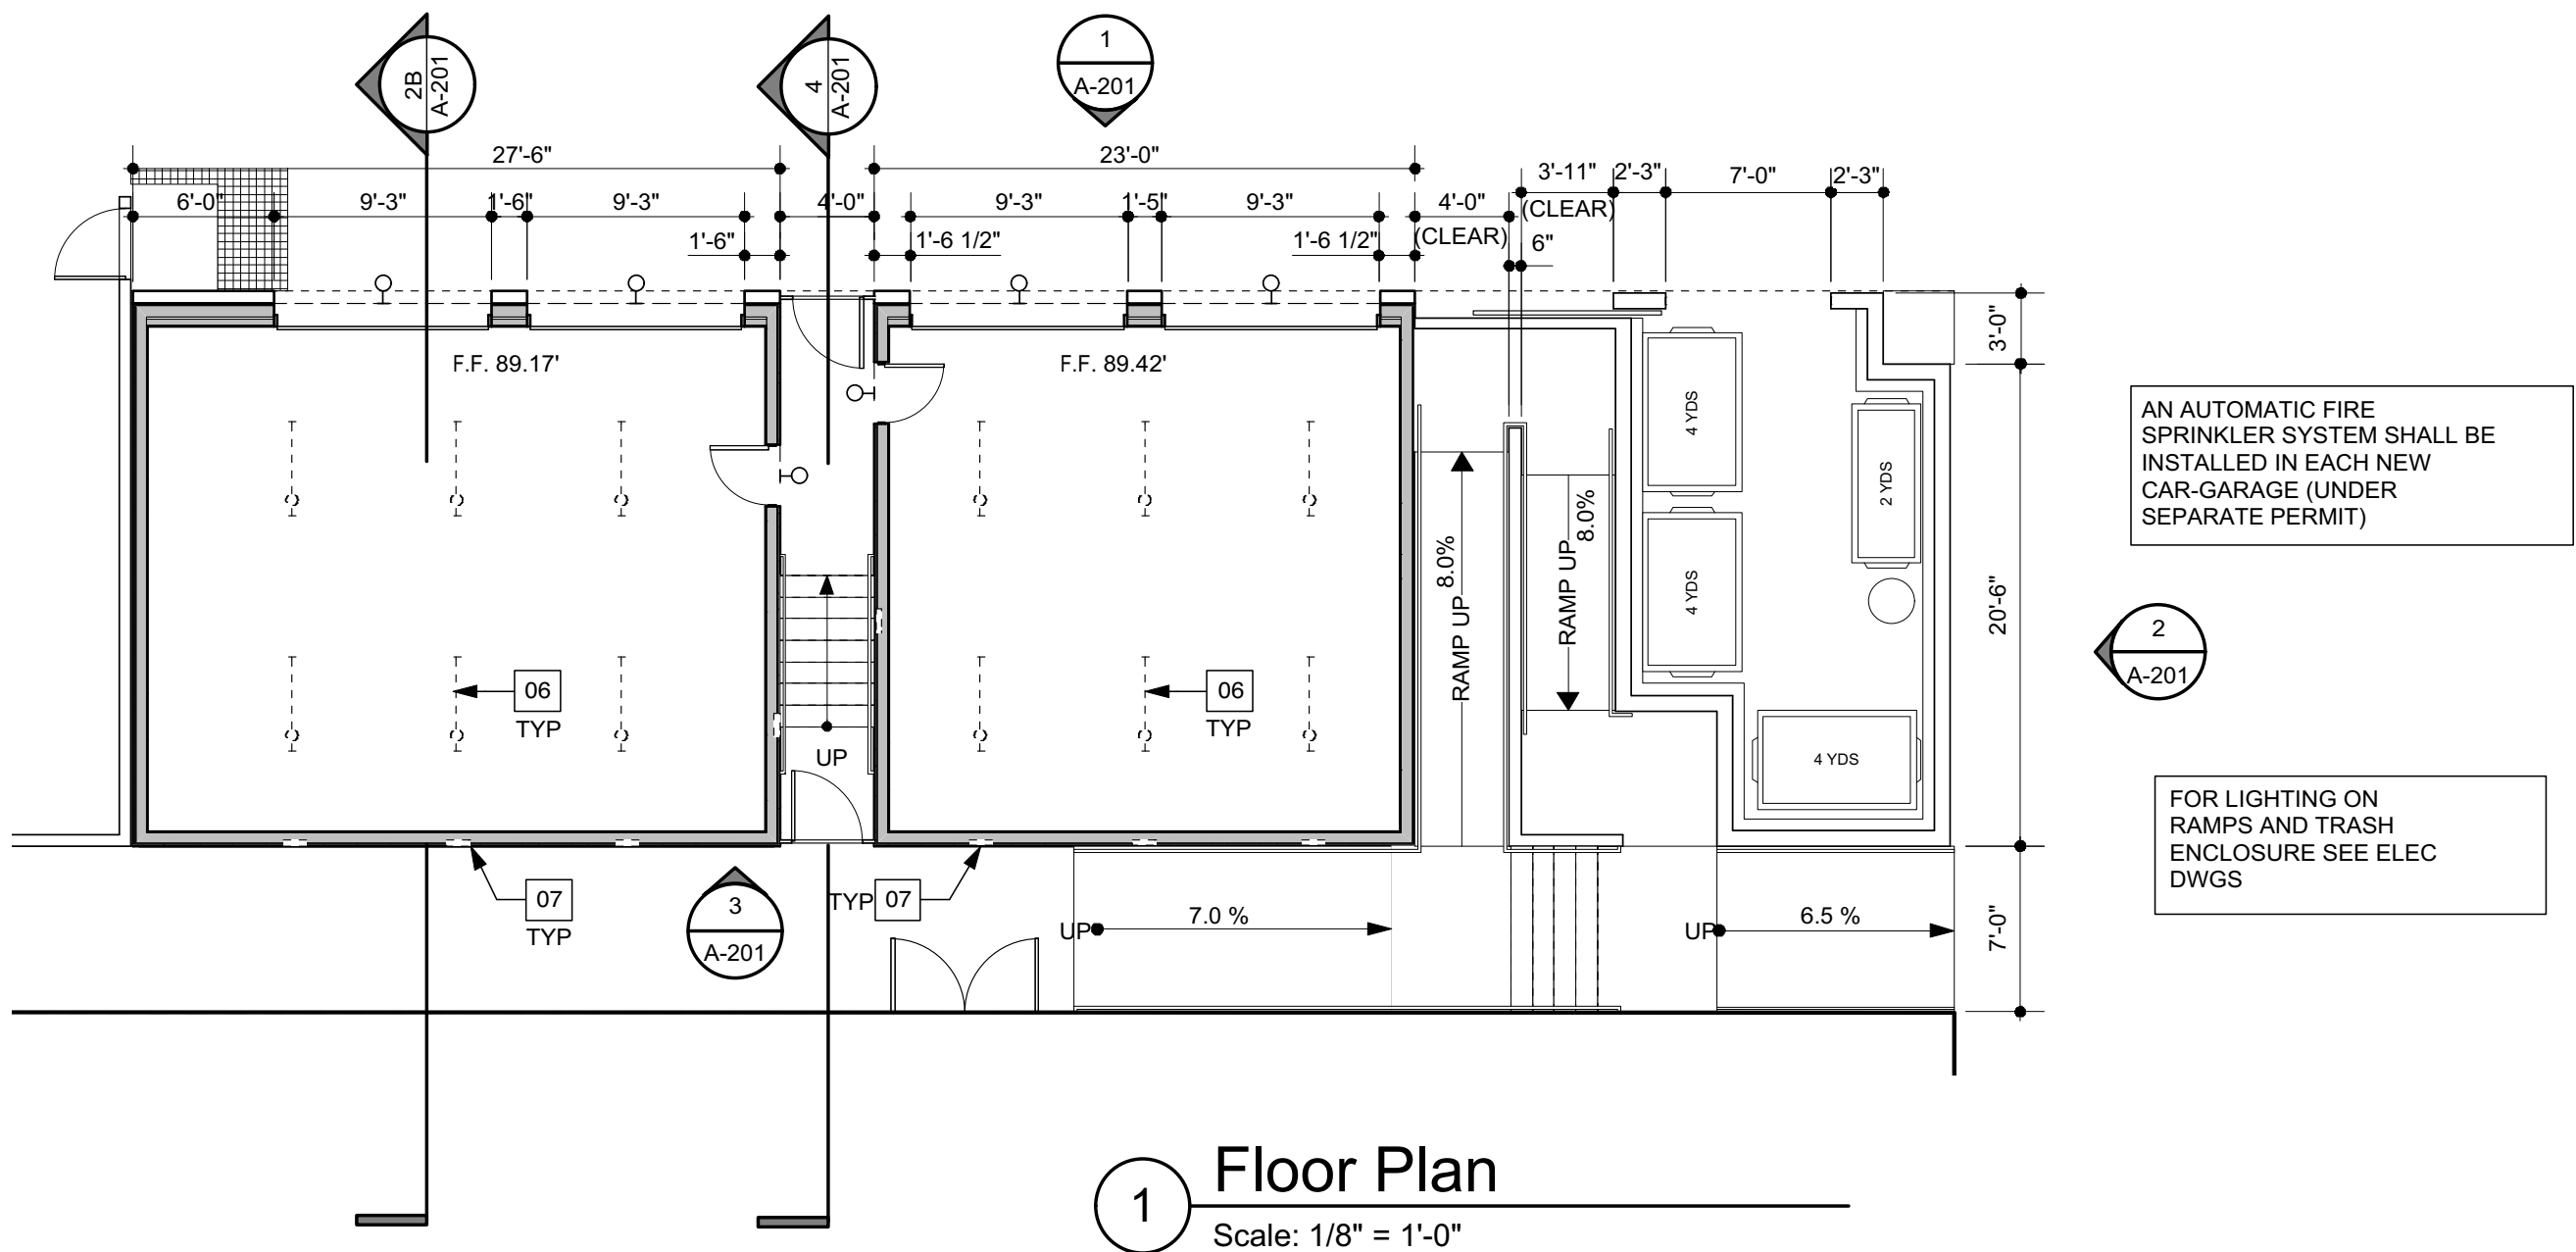 2B
A-201
4
A-201
1
A-201
27'-6"
23'-0"
3'-11"
2'-3"
7'-0"
2'-3"
6'-0"
9'-3"
1'-6"
9'-3"
4'-0"
9'-3"
1'-5"
9'-3"
4'-0"
(CLEAR)
1'-6"
1'-6 1/2"
1'-6 1/2"
(CLEAR)
6"
3'-0"
F.F. 89.17'
F.F. 89.42'
4 YDS
2 YDS
4 YDS
AN AUTOMATIC FIRE
SPRINKLER SYSTEM SHALL BE
INSTALLED IN EACH NEW
CAR-GARAGE (UNDER
SEPARATE PERMIT)
8.0%
RAMP UP
8.0%
RAMP UP
20'-6"
2
A-201
06
TYP
06
TYP
UP
4 YDS
FOR LIGHTING ON
RAMPS AND TRASH
ENCLOSURE SEE ELEC
DWGS
07
TYP
3
A-201
TYP 07
UP
7.0 %
UP
6.5 %
7'-0"
1
Floor Plan
Scale: 1/8" = 1'-0"